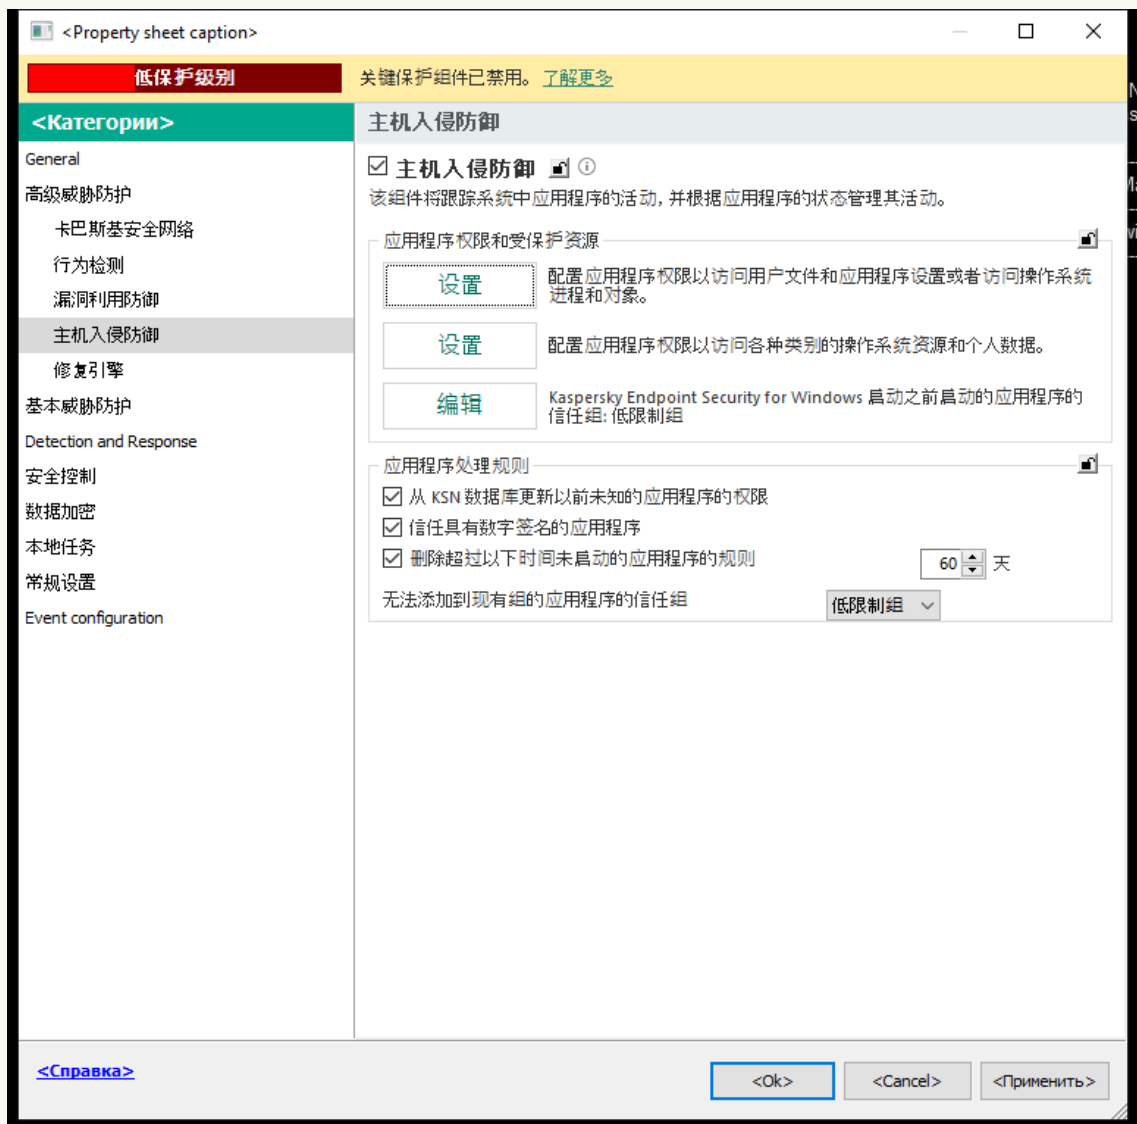 <Property sheet caption>
低保护级别
关键保护组件已禁用。 了解更多
<Категории>
General
高级威胁防护
卡巴斯基安全网络
行为检测
漏洞利用防御
主机入侵防御
修复引擎
基本威胁防护
Detection and Response
安全控制
数据加密
本地任务
常规设置
Event configuration
主机入侵防御
主机入侵防御
该组件将跟踪系统中应用程序的活动, 并根据应用程序的状态管理其活动。
应用程序权限和受保护资源
设置
配置应用程序权限以访问用户文件和应用程序设置或者访问操作系统
进程和对象。
设置
配置应用程序权限以访问各种类别的操作系统资源和个人数据。
编辑
Kaspersky Endpoint Security for Windows 启动之前启动的应用程序的
信任组: 低限制组
应用程序处理规则
从 KSN 数据库更新以前未知的应用程序的权限
信任具有数字签名的应用程序
删除超过以下时间未启动的应用程序的规则
60 天
无法添加到现有组的应用程序的信任组
低限制组
<Справка>
<Ok>
<Cancel>
<Применить>